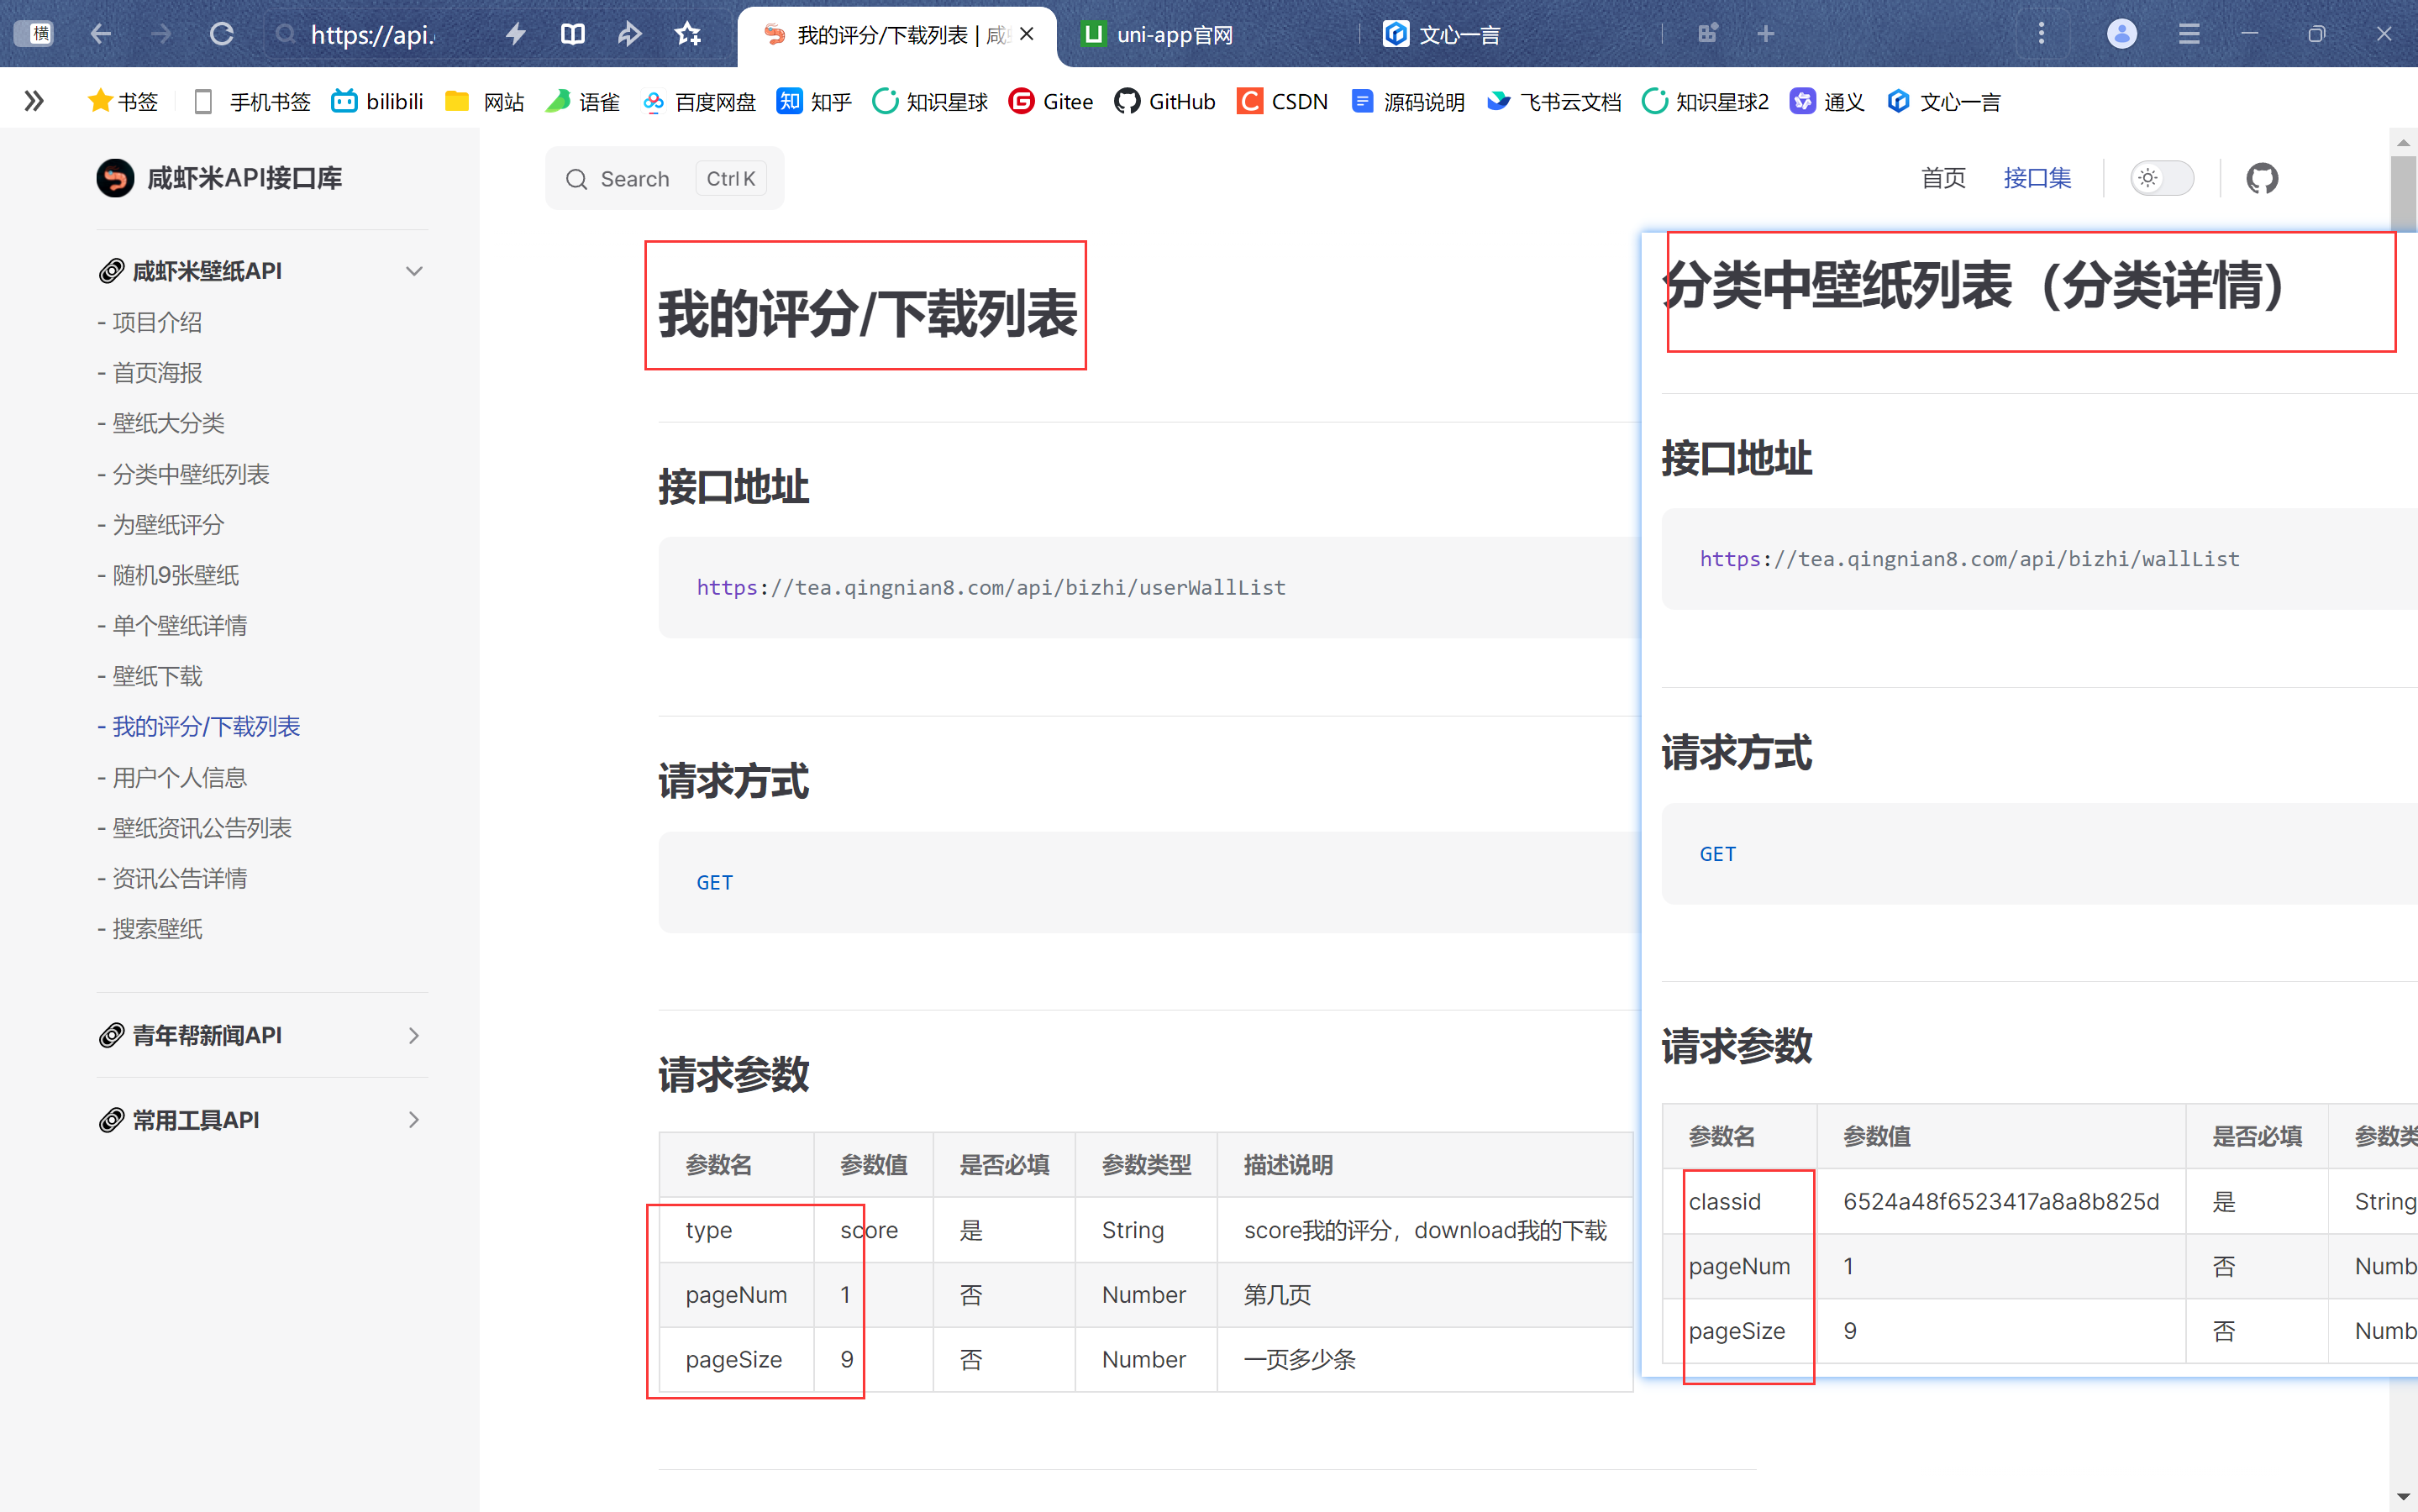 横
https://api.
我的评分/下载列表 | 咸
uni-app官网
文心一言
书签
手机书签
bilibili
网站
语雀
百度网盘
知 知乎
知识星球
Gitee
GitHub
CSDN
源码说明
飞书云文档
知识星球2
通义
文心一言
咸虾米API接口库
Search
Ctrl K
首页
接口集
咸虾米壁纸API
- 项目介绍
- 首页海报
- 壁纸大分类
- 分类中壁纸列表
- 为壁纸评分
- 随机9张壁纸
- 单个壁纸详情
- 壁纸下载
- 我的评分/下载列表
- 用户个人信息
- 壁纸资讯公告列表
- 资讯公告详情
- 搜索壁纸
青年帮新闻API
常用工具API
我的评分/下载列表
接口地址
https://tea.qingnian8.com/api/bizhi/userWallList
请求方式
GET
请求参数
参数名 参数值 是否必填 参数类型 描述说明
type score 是 String score我的评分，download我的下载
pageNum 1 否 Number 第几页
pageSize 9 否 Number 一页多少条
分类中壁纸列表（分类详情）
接口地址
https://tea.qingnian8.com/api/bizhi/wallList
请求方式
GET
请求参数
参数名 参数值 是否必填 参数类
classid 6524a48f6523417a8a8b825d 是 String
pageNum 1 否 Numb
pageSize 9 否 Numb